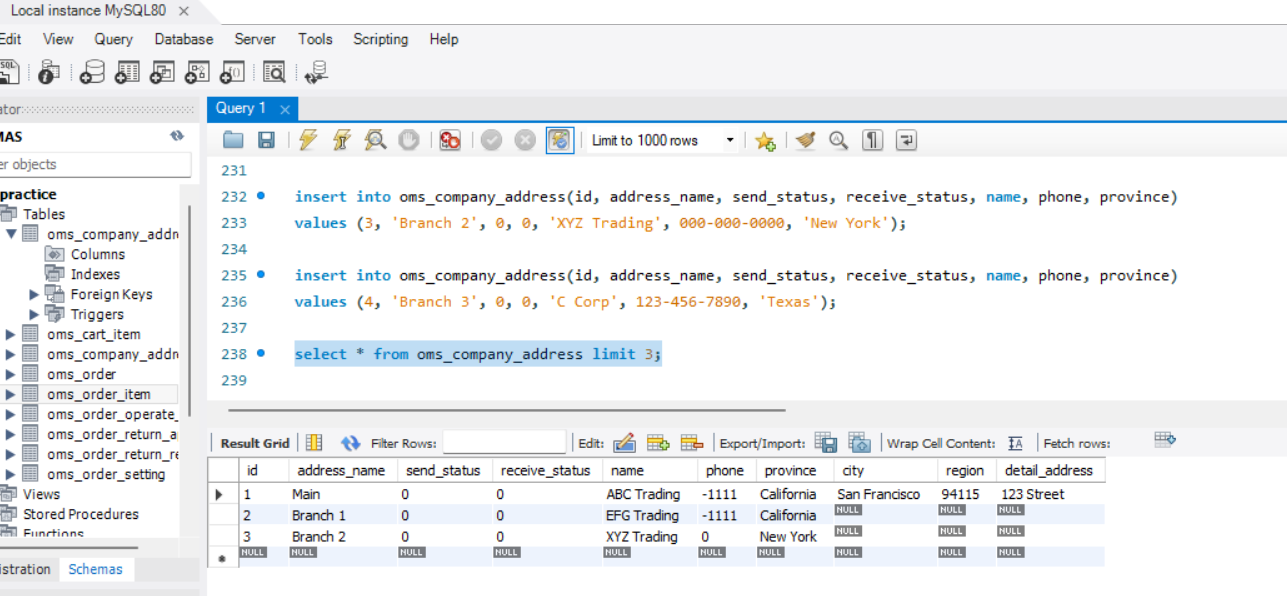 Local instance MySQL80
Edit View Query Database Server Tools Scripting Help
SQL
ator
Query 1
MAS
er objects
Limit to 1000 rows
practice
Tables
oms_company_addr
Columns
Indexes
Foreign Keys
Triggers
oms_cart_item
oms_company_addr
oms_order
oms_order_item
oms_order_operate_
oms_order_return_a
oms_order_return_re
oms_order_setting
Views
Stored Procedures
Functions
istration Schemas
231
232 insert into oms_company_address(id, address_name, send_status, receive_status, name, phone, province)
233 values (3, 'Branch 2', 0, 0, 'XYZ Trading', 000-000-0000, 'New York');
234
235 insert into oms_company_address(id, address_name, send_status, receive_status, name, phone, province)
236 values (4, 'Branch 3', 0, 0, 'C Corp', 123-456-7890, 'Texas');
237
238 select * from oms_company_address limit 3;
239
Result Grid Filter Rows: Edit: Export/Import: Wrap Cell Content: IA Fetch rows:
id address_name send_status receive_status name phone province city region detail_address
1 Main 0 0 ABC Trading -1111 California San Francisco 94115 123 Street
2 Branch 1 0 0 EFG Trading -1111 California NULL NULL NULL
3 Branch 2 0 0 XYZ Trading 0 New York NULL NULL NULL
NULL NULL NULL NULL NULL NULL NULL NULL NULL NULL